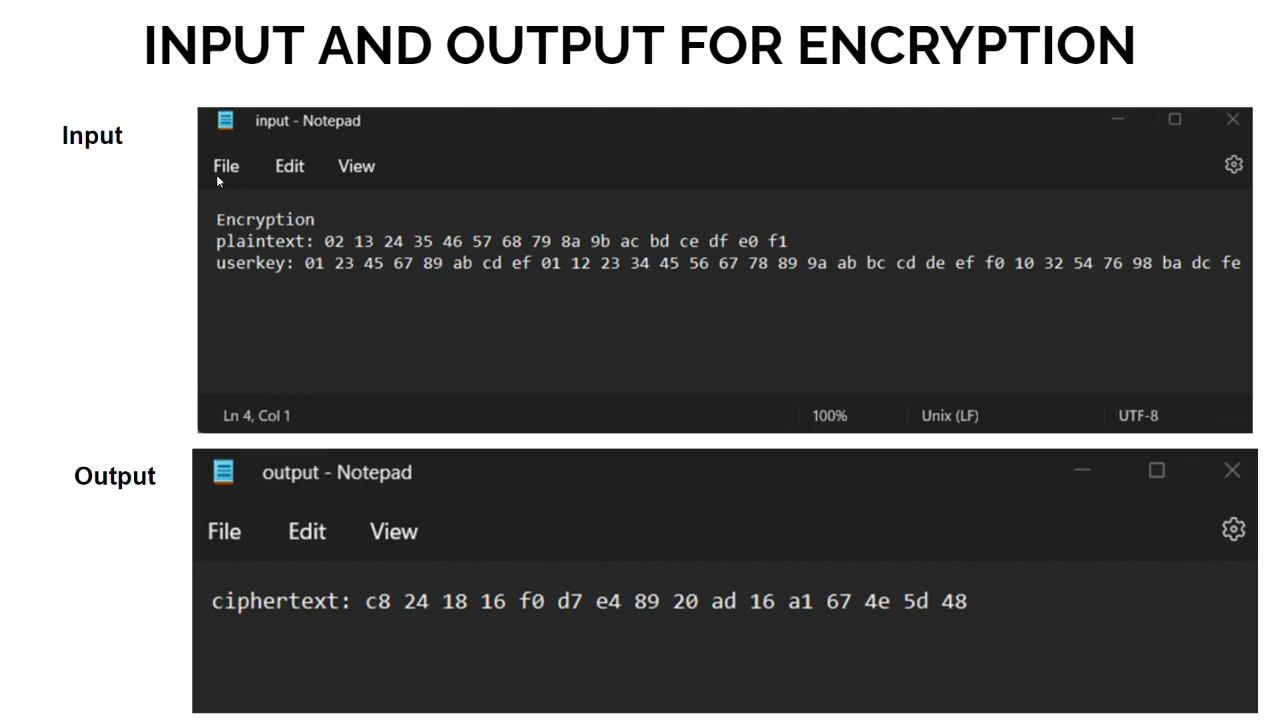 INPUT AND OUTPUT FOR ENCRYPTION
Input
input - Notepad
File Edit View
Encryption
plaintext: 02 13 24 35 46 57 68 79 8a 9b ac bd ce df e0 f1
userkey: 01 23 45 67 89 ab cd ef 01 12 23 34 45 56 67 78 89 9a ab bc cd de ef f0 10 32 54 76 98 ba dc fe
Ln 4, Col 1 100% Unix (LF) UTF-8
Output
output - Notepad
File Edit View
ciphertext: c8 24 18 16 f0 d7 e4 89 20 ad 16 a1 67 4e 5d 48